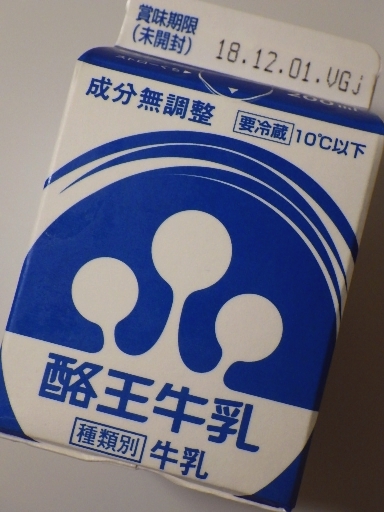 賞味期限
(未開封) 18.12.01.VGJ
成分無調整
要冷蔵 10℃以下
酪王牛乳
種類別 牛乳